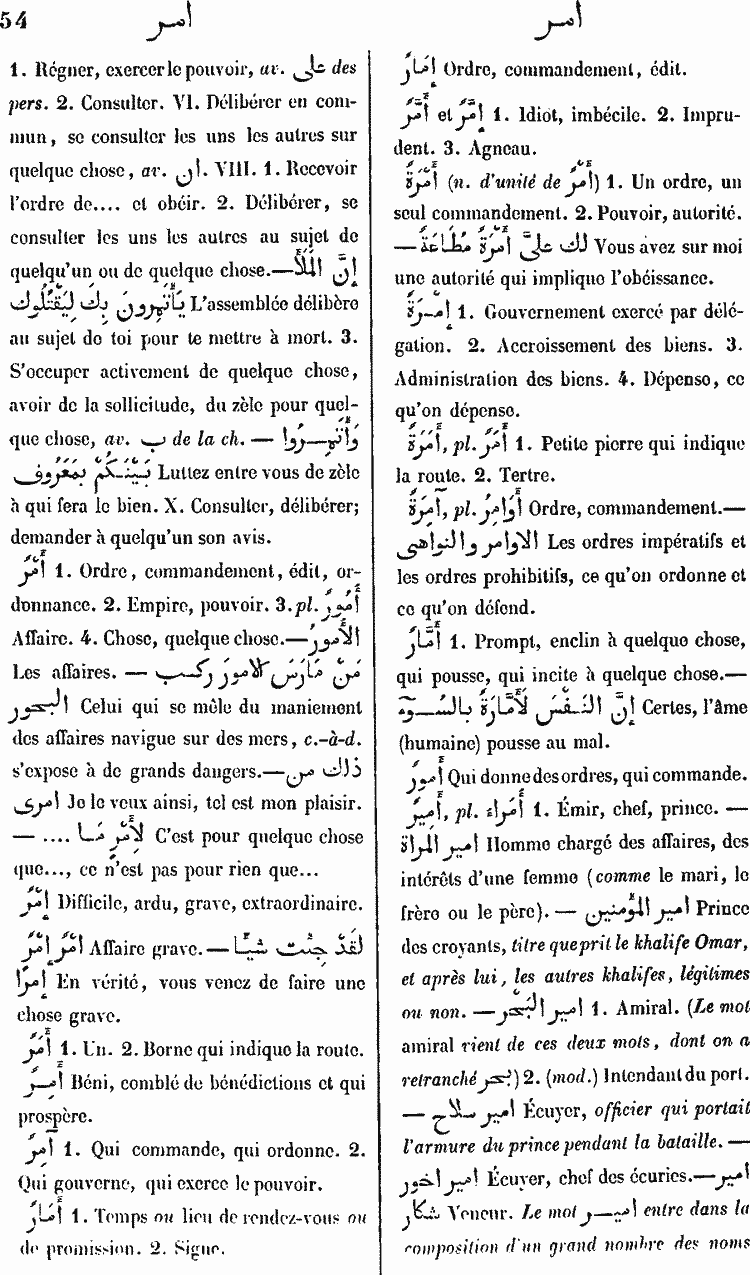 54
امر
امر
1. Régner, exercer le pouvoir, av. على des
pers. 2. Consulter. VI. Délibérer en com-
mun, se consulter les uns les autres sur
quelque chose, av. ان. VIII. 1. Recevoir
l'ordre de.... et obéir. 2. Délibérer, se
consulter les uns les autres au sujet de
quelqu'un ou de quelque chose.—إِنَّ ٱلْمَلَأَ
يَأْتَمِرُونَ بِكَ لِيَقْتُلُوكَ L'assemblée délibère
au sujet de toi pour te mettre à mort. 3.
S'occuper activement de quelque chose,
avoir de la sollicitude, du zèle pour quel-
que chose, av. ب de la ch. — وَأْتَمِرُوا
بَيْنَكُمْ بِمَعْرُوفٍ Luttez entre vous de zèle
à qui fera le bien. X. Consulter, délibérer;
demander à quelqu'un son avis.
أَمْرٌ 1. Ordre, commandement, édit, or-
donnance. 2. Empire, pouvoir. 3. pl. أُمُورٌ
Affaire. 4. Chose, quelque chose.—الأُمورُ
Les affaires. — مَنْ مَارَسَ الامورَ ركب
البحور Celui qui se mêle du maniement
des affaires navigue sur des mers, c.-à-d.
s'expose à de grands dangers.—ذلك من
امرى Je le veux ainsi, tel est mon plaisir.
— .... لِأَمْرٍ مَا C'est pour quelque chose
que..., ce n'est pas pour rien que...
إِمْرٌ Difficile, ardu, grave, extraordinaire.
أَمْرٌ إِمْرٌ Affaire grave.—لَقَدْ جِئْتَ شَيْئًا
إِمْرًا En vérité, vous venez de faire une
chose grave.
أَمَرٌ 1. Un. 2. Borne qui indique la route.
أَمِرٌ Béni, comblé de bénédictions et qui
prospère.
آمِرٌ 1. Qui commande, qui ordonne. 2.
Qui gouverne, qui exerce le pouvoir.
أَمَارٌ 1. Temps ou lieu de rendez-vous ou
de promission. 2. Signe.
إِمَارٌ Ordre, commandement, édit.
إِمَّرٌ et أَمَّرٌ 1. Idiot, imbécile. 2. Impru-
dent. 3. Agneau.
أَمْرَةٌ (n. d'unité de أَمْرٌ) 1. Un ordre, un
seul commandement. 2. Pouvoir, autorité.
—لك عَلَىَّ أَمْرَةٌ مُطَاعَةٌ Vous avez sur moi
une autorité qui implique l'obéissance.
إِمْرَةٌ 1. Gouvernement exercé par délé-
gation. 2. Accroissement des biens. 3.
Administration des biens. 4. Dépense, ce
qu'on dépense.
أَمَرَةٌ, pl. أَمَرٌ 1. Petite pierre qui indique
la route. 2. Tertre.
آمِرَةٌ, pl. أَوَامِرُ Ordre, commandement.—
الاوامر والنواهى Les ordres impératifs et
les ordres prohibitifs, ce qu'on ordonne et
ce qu'on défend.
أَمَّارٌ 1. Prompt, enclin à quelque chose,
qui pousse, qui incite à quelque chose.—
إِنَّ النَّفْسَ لَأَمَّارَةٌ بِالسُّوءِ Certes, l'âme
(humaine) pousse au mal.
أَمورٌ Qui donne des ordres, qui commande.
أَمِيرٌ, pl. أُمَرَاء 1. Émir, chef, prince. —
امير المراة Homme chargé des affaires, des
intérêts d'une femme (comme le mari, le
frère ou le père). — امير المُؤمنين Prince
des croyants, titre que prit le khalife Omar,
et après lui, les autres khalifes, légitimes
ou non. — امير البَحْر 1. Amiral. (Le mot
amiral vient de ces deux mots, dont on a
retranché بحر) 2. (mod.) Intendant du port.
— امير سلاح Écuyer, officier qui portait
l'armure du prince pendant la bataille. —
امير اخور Écuyer, chef des écuries.—امير
شكار Veneur. Le mot امير entre dans la
composition d'un grand nombre des noms